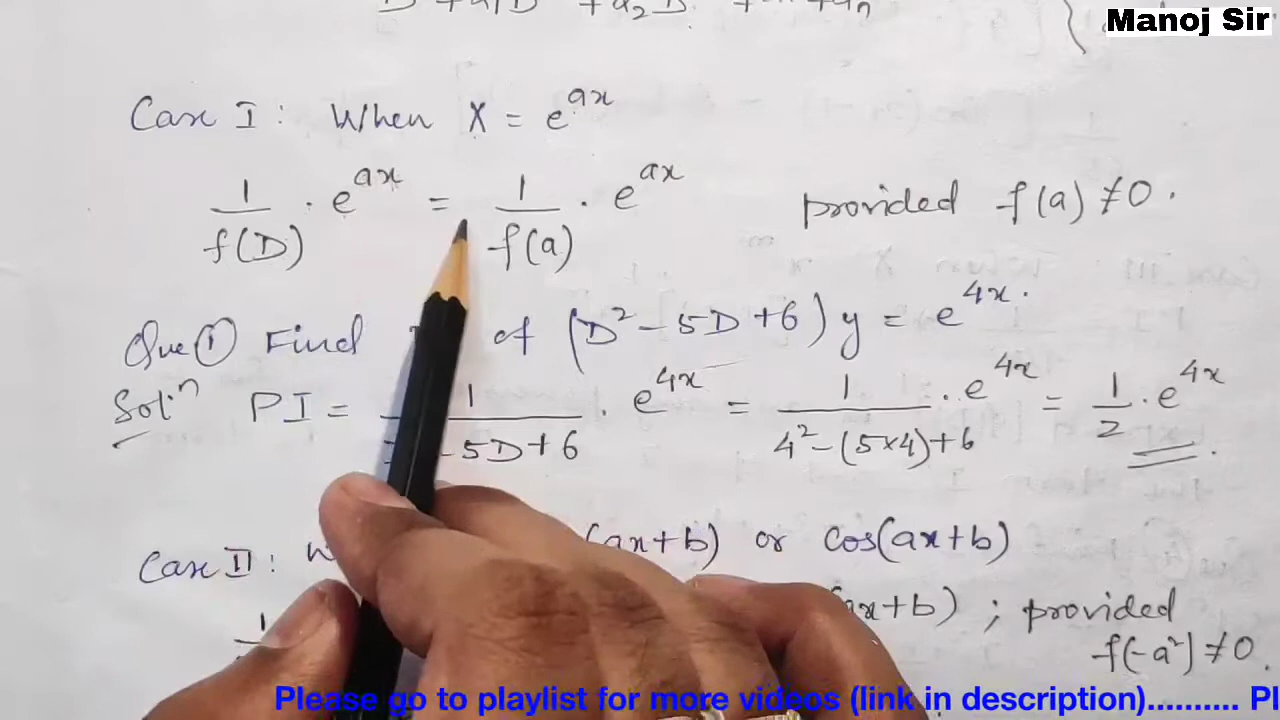 Manoj Sir
Case I: When X = e^{ax}
1/f(D) · e^{ax} = 1/f(a) · e^{ax} provided f(a) ≠ 0.
Que ① Find of (D² - 5D + 6) y = e^{4x}.
Sol.ⁿ PI = 1/ - 5D + 6 · e^{4x} = 1/4² - (5×4) + 6 · e^{4x} = 1/2 · e^{4x}.
Case II: (ax+b) or cos(ax+b)
(ax+b) ; provided
f(-a²) ≠ 0.
Please go to playlist for more videos (link in description).......... Pl